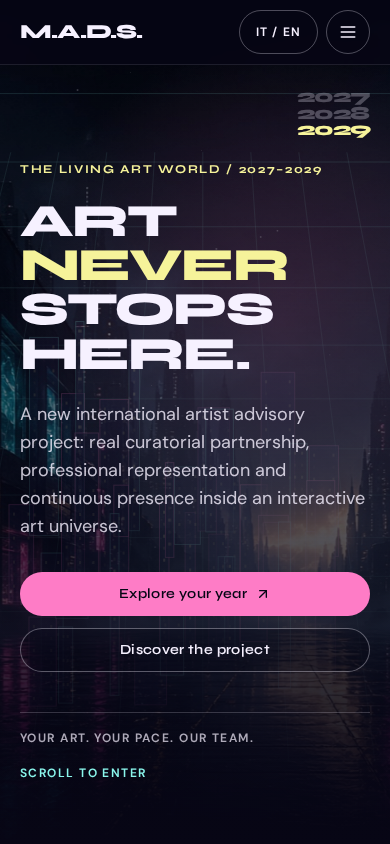 M.A.D.S.
IT / EN
2027
2028
2029
THE LIVING ART WORLD / 2027–2029
ART
NEVER
STOPS
HERE.
A new international artist advisory
project: real curatorial partnership,
professional representation and
continuous presence inside an interactive
art universe.
Explore your year
Discover the project
YOUR ART. YOUR PACE. OUR TEAM.
SCROLL TO ENTER